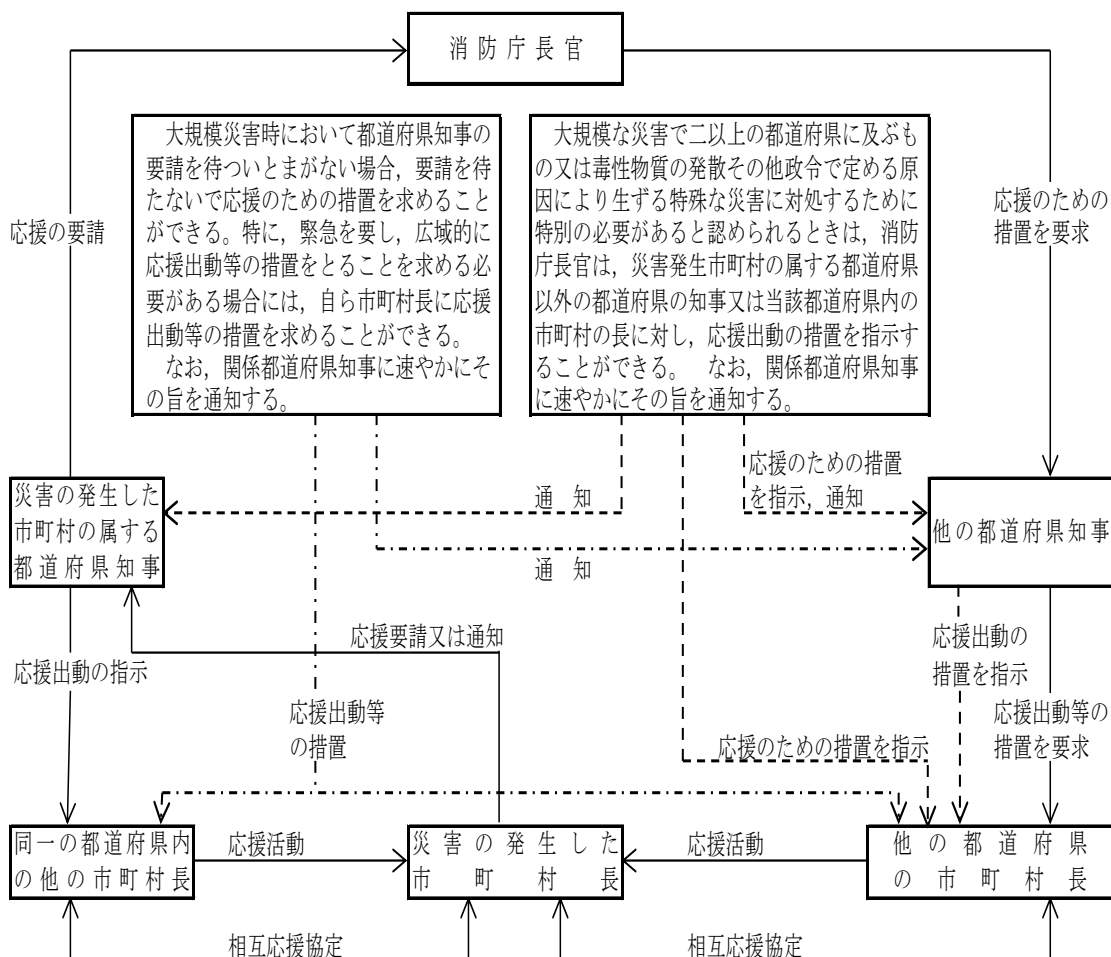 消防庁長官
大規模災害時において都道府県知事の
要請を待ついとまがない場合，要請を待
たないで応援のための措置を求めること
ができる。特に，緊急を要し，広域的に
応援出動等の措置をとることを求める必
要がある場合には，自ら市町村長に応援
出動等の措置を求めることができる。
なお，関係都道府県知事に速やかにそ
の旨を通知する。
大規模な災害で二以上の都道府県に及ぶも
の又は毒性物質の発散その他政令で定める原
因により生ずる特殊な災害に対処するために
特別の必要があると認められるときは，消防
庁長官は，災害発生市町村の属する都道府県
以外の都道府県の知事又は当該都道府県内の
市町村の長に対し，応援出動の措置を指示す
ることができる。　なお，関係都道府県知事
に速やかにその旨を通知する。
応援の要請
応援のための
措置を要求
応援のための措置
を指示，通知
災害の発生した
市町村の属する
都道府県知事
通　知
他の都道府県知事
通　知
応援要請又は通知
応援出動の指示
応援出動の
措置を指示
応援出動等
の措置
応援のための措置を指示
応援出動等の
措置を要求
同一の都道府県内
の他の市町村長
応援活動
災害の発生した
市町村長
応援活動
他の都道府県
の市町村長
相互応援協定
相互応援協定